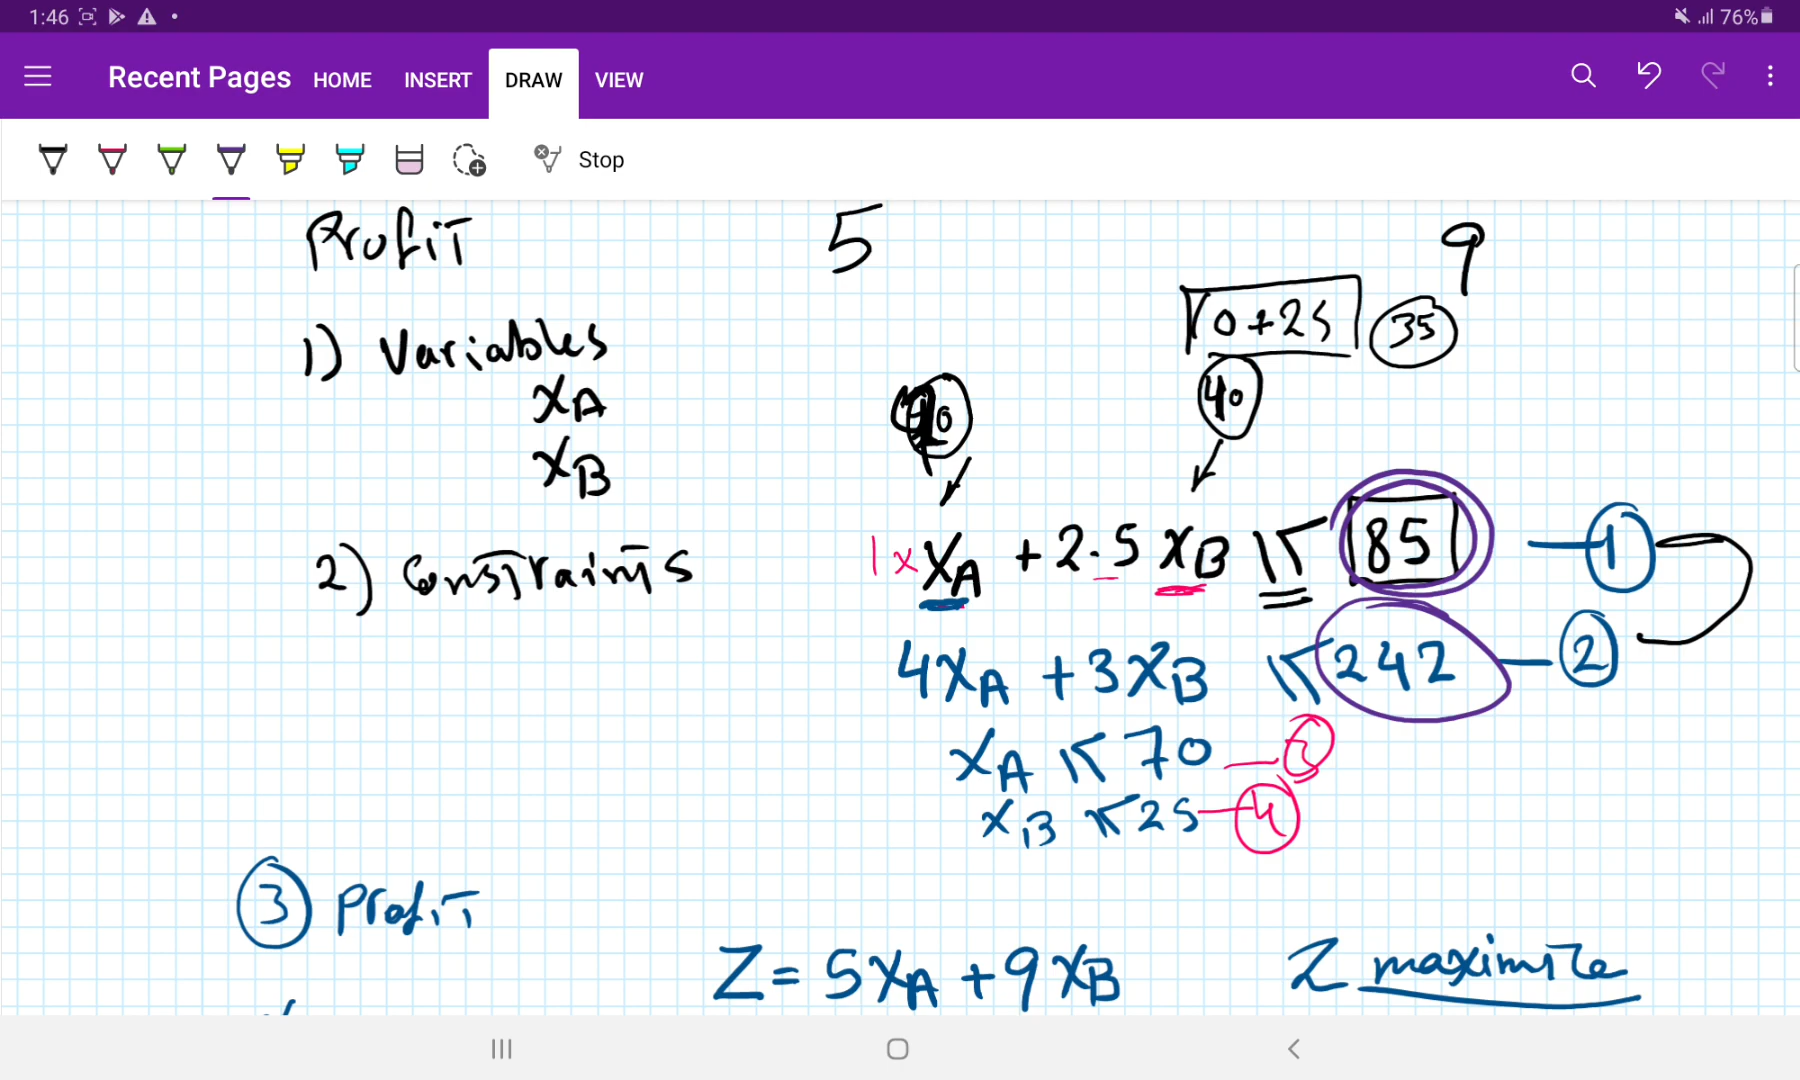 1:46
76%
Recent Pages HOME INSERT DRAW VIEW
Stop
Profit 5 9
10+25 35
1) Variables
XA
40
XB
2) Constraints 1x XA + 2.5 XB ≤ 85 — 1
4XA + 3XB ≤ 242 — 2
XA ≤ 70 — 3
XB ≤ 25 — 4
3 Profit
Z = 5XA + 9XB Z maximize